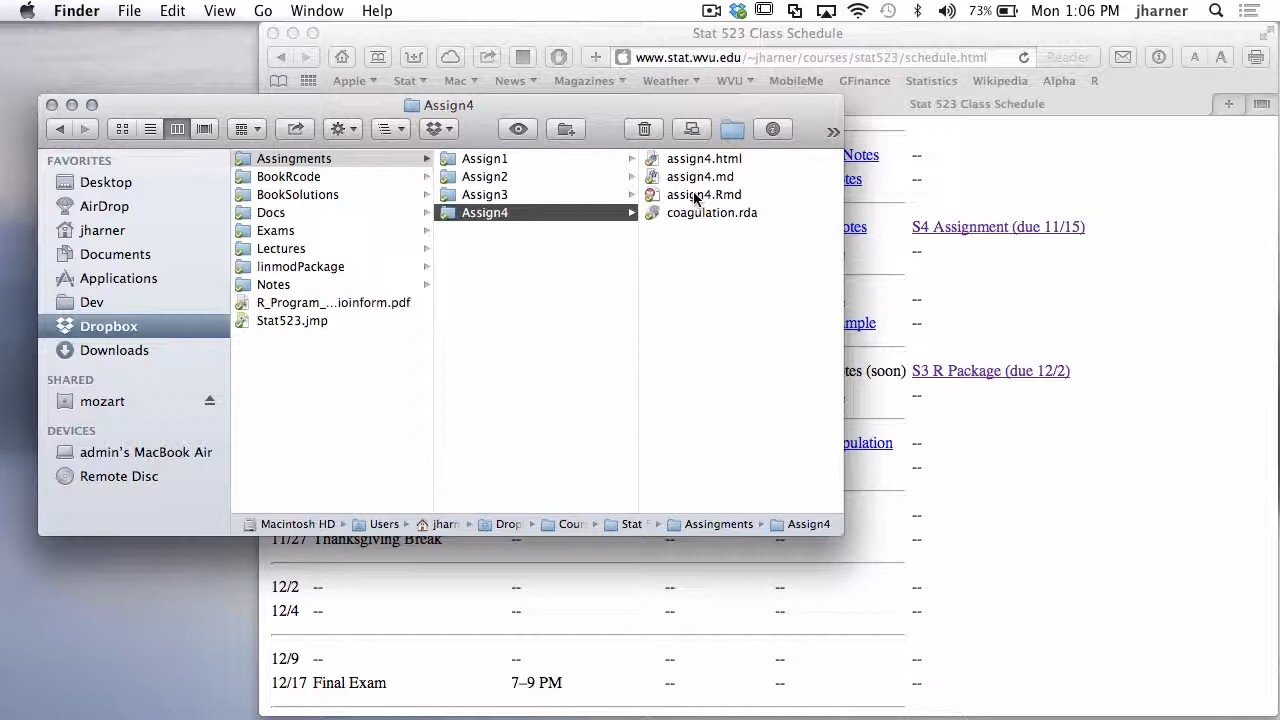 Finder File Edit View Go Window Help 73% Mon 1:06 PM jharner
Stat 523 Class Schedule
www.stat.wvu.edu/~jharner/courses/stat523/schedule.html Reader A A
Apple Stat Mac News Magazines Weather WVU MobileMe GFinance Statistics Wikipedia Alpha R
Stat 523 Class Schedule
Assign4
FAVORITES
Desktop
AirDrop
jharner
Documents
Applications
Dev
Dropbox
Downloads
SHARED
mozart
DEVICES
admin's MacBook Air
Remote Disc
Assingments
BookRcode
BookSolutions
Docs
Exams
Lectures
linmodPackage
Notes
R_Program_...ioinform.pdf
Stat523.jmp
Assign1
Assign2
Assign3
Assign4
assign4.html
assign4.md
assign4.Rmd
coagulation.rda
Macintosh HD Users jharn Drop Cour Stat Assingments Assign4
Notes --
tes --
otes S4 Assignment (due 11/15)
--
--
mple --
otes (soon) S3 R Package (due 12/2)
--
pulation --
--
--
11/27 Thanksgiving Break -- -- -- --
12/2 -- -- -- -- --
12/4 -- -- -- -- --
12/9 -- -- -- -- --
12/17 Final Exam 7–9 PM -- -- --